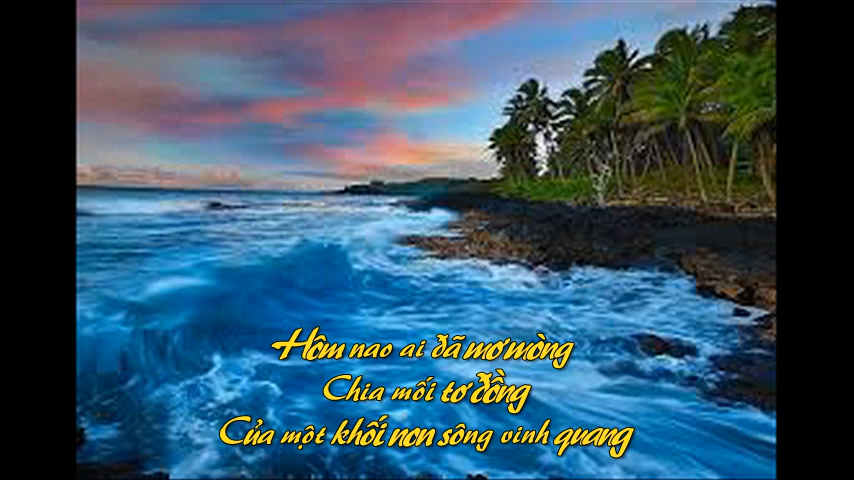 Hôm nao ai đã mơ mòng
Chia mối tơ đồng
Của một khối non sông vinh quang